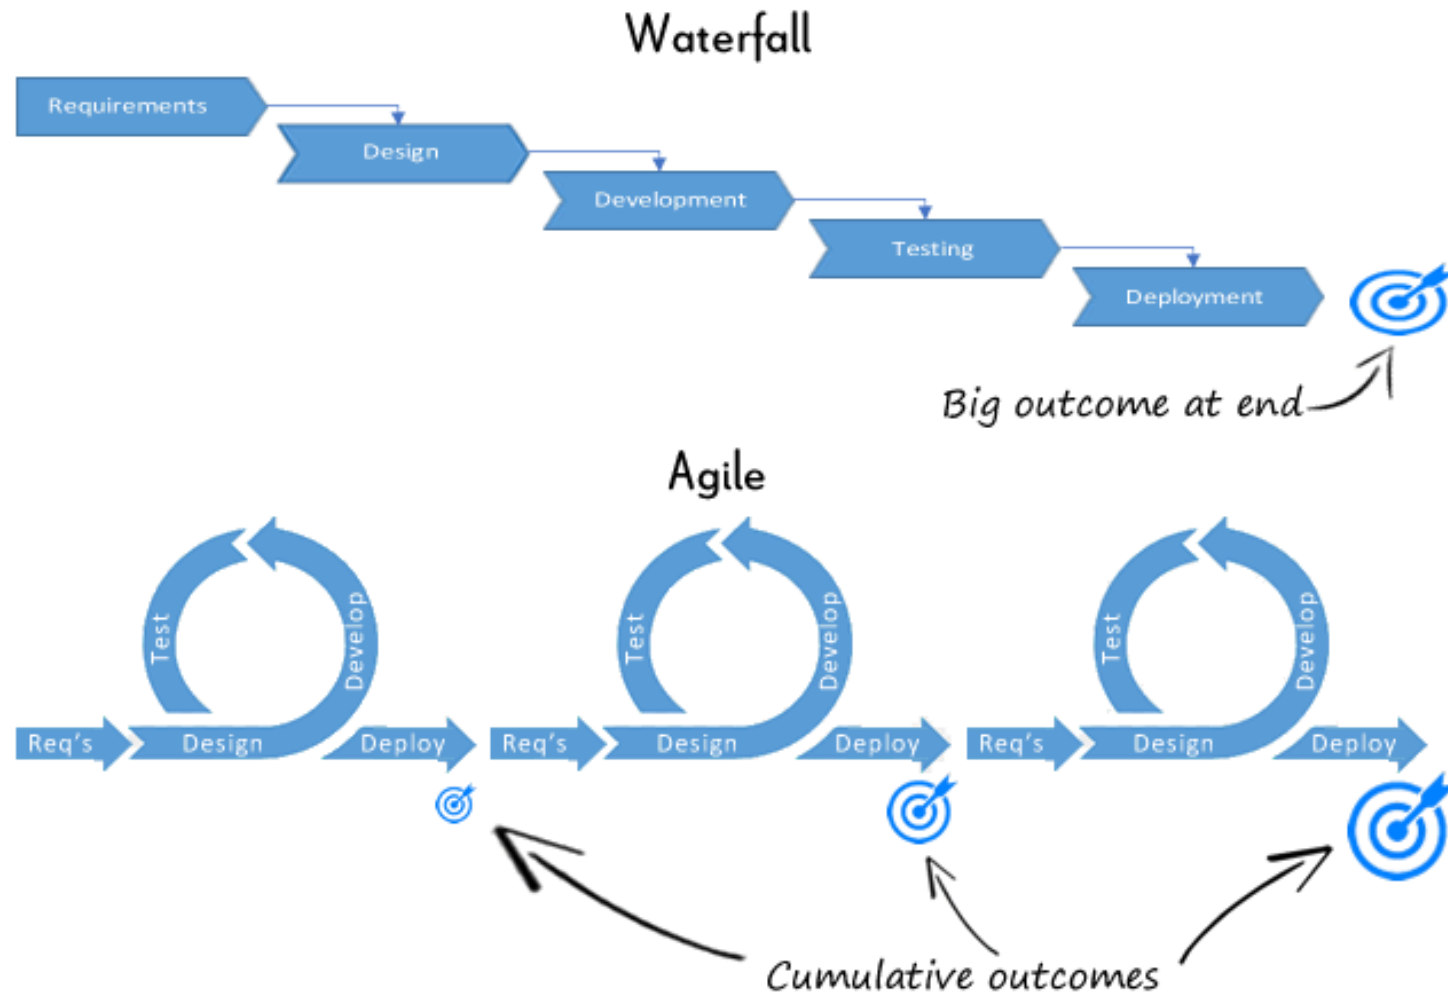 Waterfall
Requirements
Design
Development
Testing
Deployment
Big outcome at end
Agile
Test
Develop
Req's
Design
Deploy
Test
Develop
Req's
Design
Deploy
Test
Develop
Req's
Design
Deploy
Cumulative outcomes